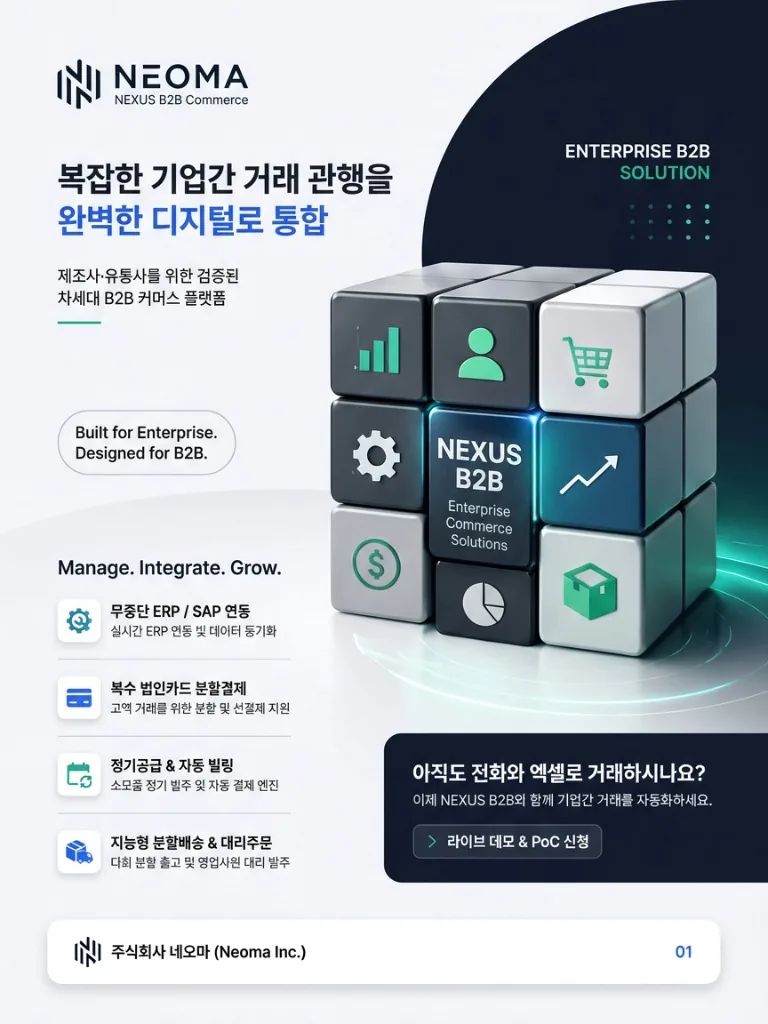 NEOMA
NEXUS B2B Commerce
ENTERPRISE B2B
SOLUTION
복잡한 기업간 거래 관행을
완벽한 디지털로 통합
제조사·유통사를 위한 검증된
차세대 B2B 커머스 플랫폼
Built for Enterprise.
Designed for B2B.
NEXUS
B2B
Enterprise
Commerce
Solutions
Manage. Integrate. Grow.
무중단 ERP / SAP 연동
실시간 ERP 연동 빛 데이터 동기화
복수 법인카드 분할결제
고액 거래를 위한 분할 및 선결제 지원
정기공급 & 자동 빌링
소모품 정기 발주 및 자동 결제 엔진
지능형 분할배송 & 대리주문
다회 분할 출고 및 영업사원 대리 발주
아직도 전화와 엑셀로 거래하시나요?
이제 NEXUS B2B와 함께 기업간 거래를 자동화하세요.
라이브 데모 & PoC 신청
주식회사 네오마 (Neoma Inc.)
01